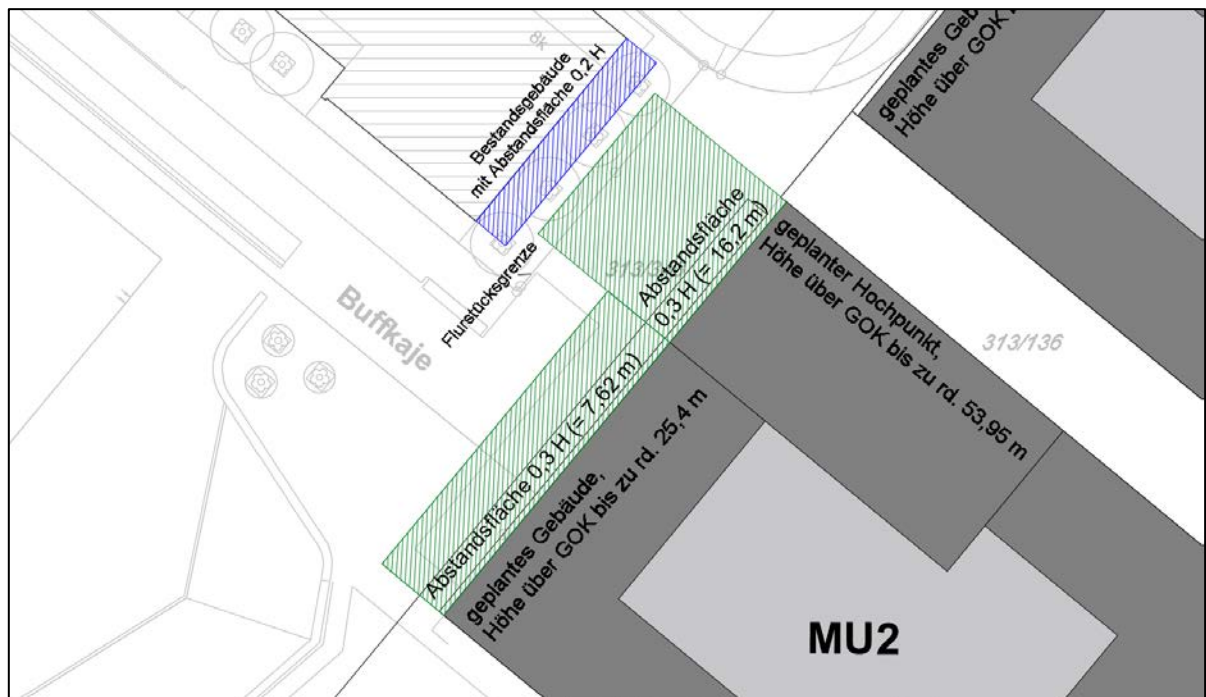 8k
Bestandsgebäude
mit Abstandsfläche 0,2 H
geplantes Geb
Höhe über GOK
Flurstücksgrenze
313/3
Abstandsfläche
0,3 H (= 16,2 m)
geplanter Hochpunkt,
Höhe über GOK bis zu rd. 53,95 m
313/136
Buffkaje
Abstandsfläche 0,3 H (= 7,62 m)
geplantes Gebäude,
Höhe über GOK bis zu rd. 25,4 m
MU2